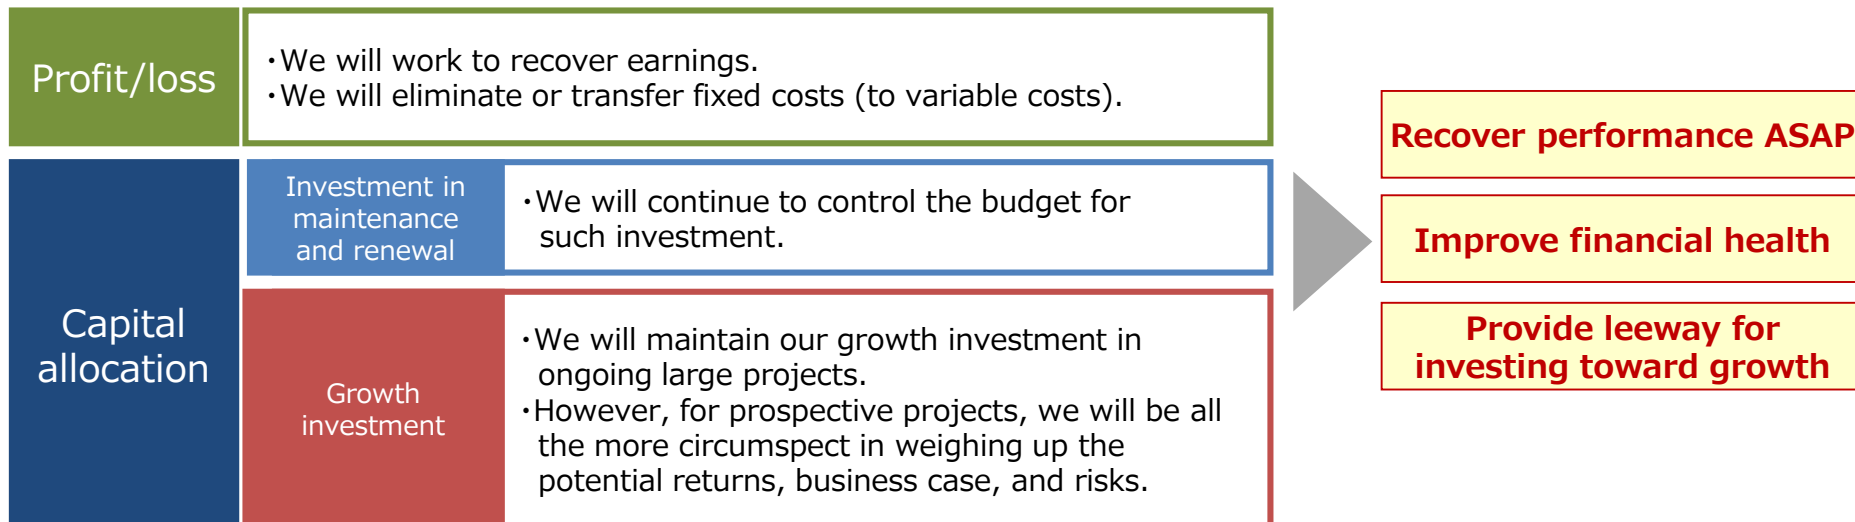 Profit/loss
・We will work to recover earnings.
・We will eliminate or transfer fixed costs (to variable costs).
Capital
allocation
Investment in
maintenance
and renewal
・We will continue to control the budget for
such investment.
Growth
investment
・We will maintain our growth investment in
ongoing large projects.
・However, for prospective projects, we will be all
the more circumspect in weighing up the
potential returns, business case, and risks.
Recover performance ASAP
Improve financial health
Provide leeway for
investing toward growth